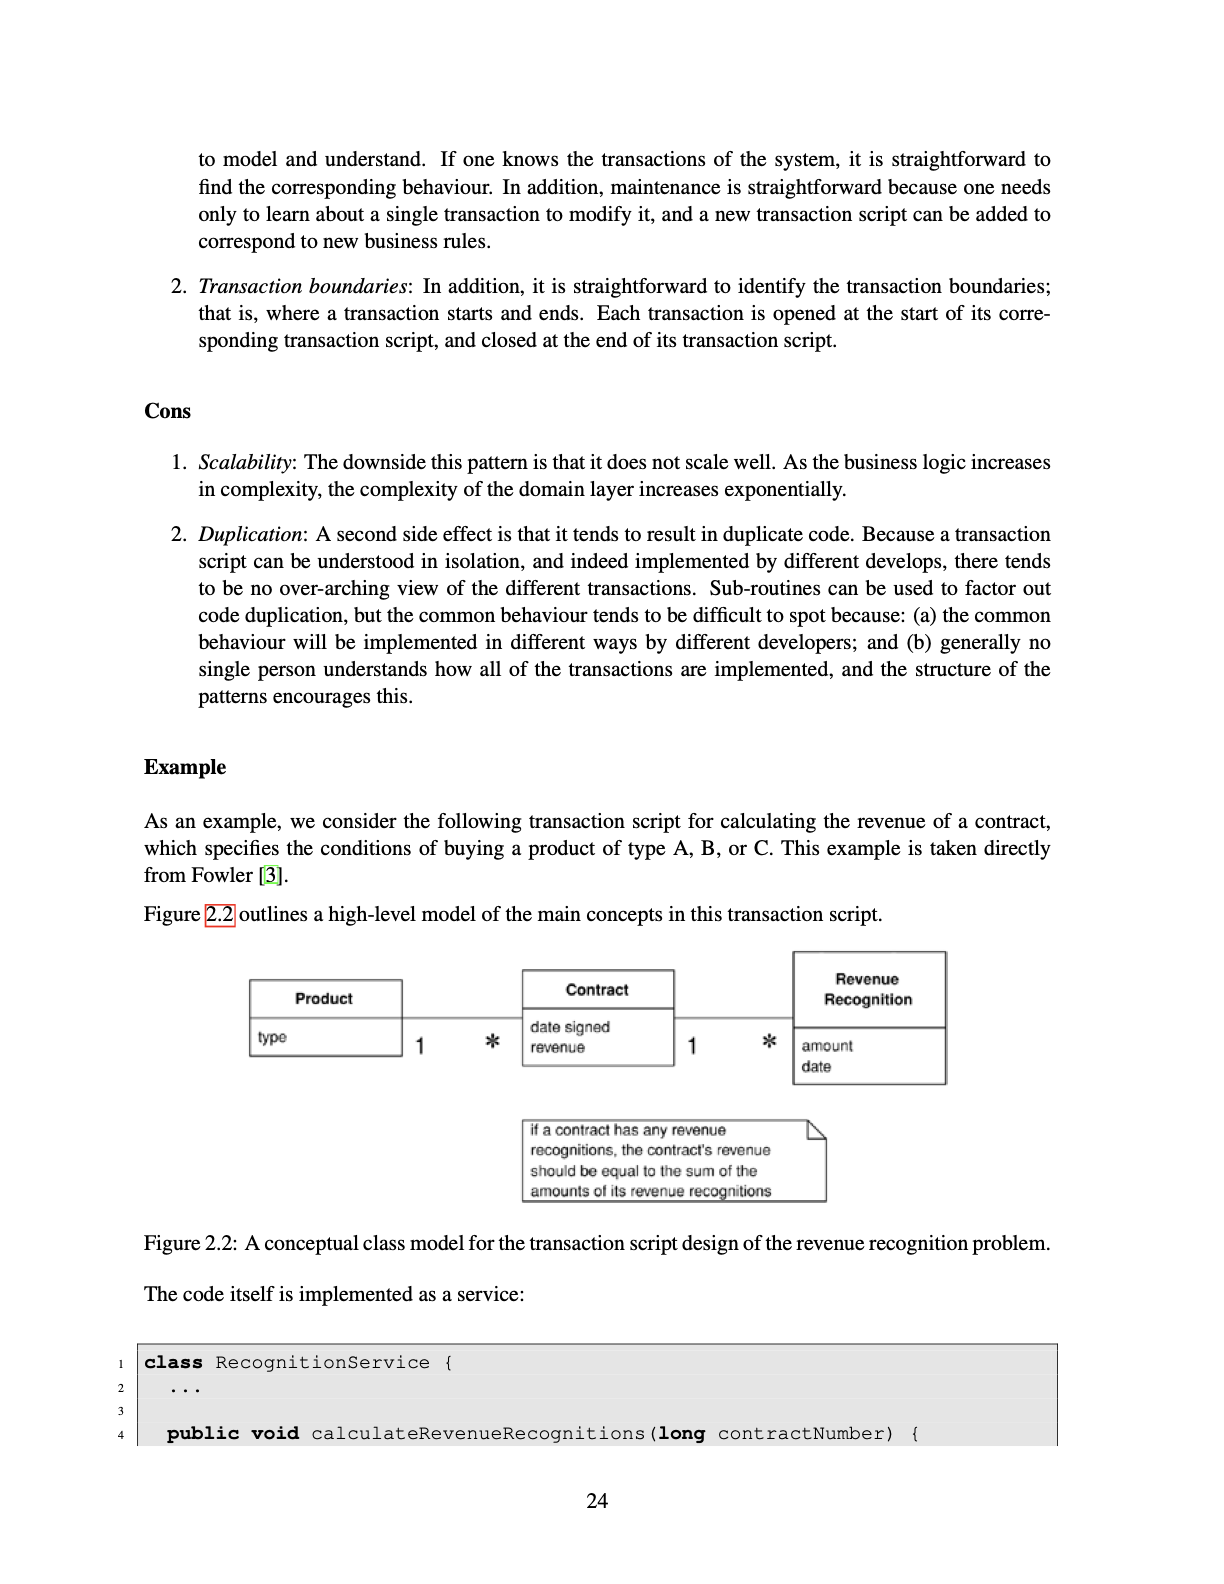 to model and understand. If one knows the transactions of the system, it is straightforward to
find the corresponding behaviour. In addition, maintenance is straightforward because one needs
only to learn about a single transaction to modify it, and a new transaction script can be added to
correspond to new business rules.
2. Transaction boundaries: In addition, it is straightforward to identify the transaction boundaries;
that is, where a transaction starts and ends. Each transaction is opened at the start of its corre-
sponding transaction script, and closed at the end of its transaction script.
Cons
1. Scalability: The downside this pattern is that it does not scale well. As the business logic increases
in complexity, the complexity of the domain layer increases exponentially.
2. Duplication: A second side effect is that it tends to result in duplicate code. Because a transaction
script can be understood in isolation, and indeed implemented by different develops, there tends
to be no over-arching view of the different transactions. Sub-routines can be used to factor out
code duplication, but the common behaviour tends to be difficult to spot because: (a) the common
behaviour will be implemented in different ways by different developers; and (b) generally no
single person understands how all of the transactions are implemented, and the structure of the
patterns encourages this.
Example
As an example, we consider the following transaction script for calculating the revenue of a contract,
which specifies the conditions of buying a product of type A, B, or C. This example is taken directly
from Fowler [3].
Figure 2.2 outlines a high-level model of the main concepts in this transaction script.
Product
type
1 *
Contract
date signed
revenue
1 *
Revenue
Recognition
amount
date
if a contract has any revenue
recognitions, the contract's revenue
should be equal to the sum of the
amounts of its revenue recognitions
Figure 2.2: A conceptual class model for the transaction script design of the revenue recognition problem.
The code itself is implemented as a service:
1 class RecognitionService {
2 ...
3
4 public void calculateRevenueRecognitions(long contractNumber) {
24